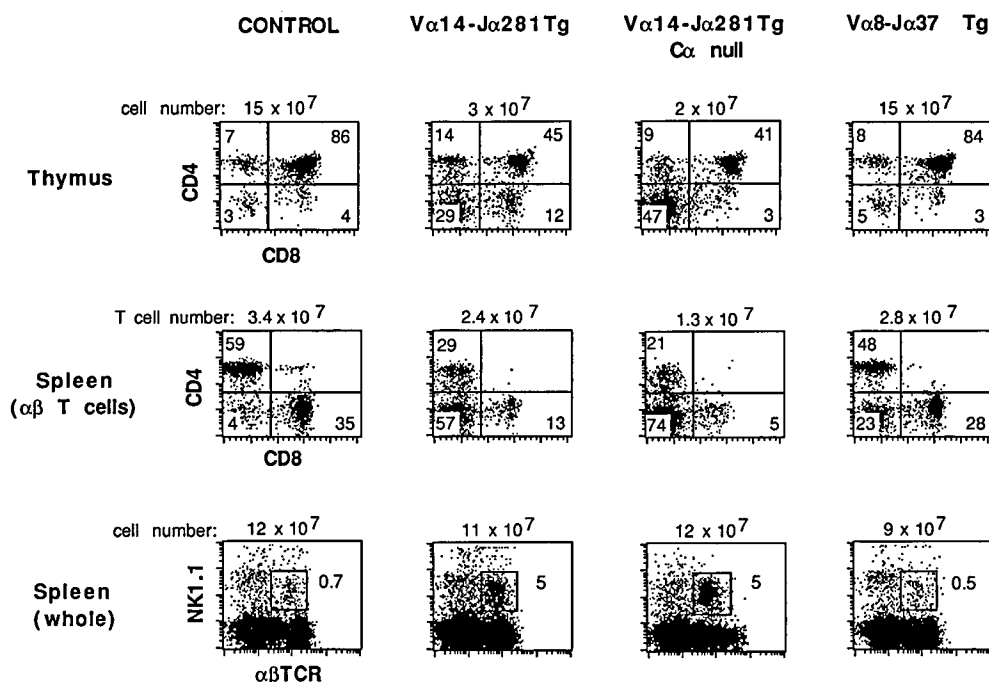 CONTROL Vα14-Jα281Tg Vα14-Jα281Tg Vα8-Jα37 Tg
Cα null
cell number: 15 x 10^7 3 x 10^7 2 x 10^7 15 x 10^7
7 86 14 45 9 41 8 84
Thymus CD4
3 4 29 12 47 3 5 3
CD8
T cell number: 3.4 x 10^7 2.4 x 10^7 1.3 x 10^7 2.8 x 10^7
59 29 21 48
Spleen CD4
(αβ T cells)
4 35 57 13 74 5 23 28
CD8
cell number: 12 x 10^7 11 x 10^7 12 x 10^7 9 x 10^7
0.7 5 5 0.5
Spleen NK1.1
(whole)
αβTCR